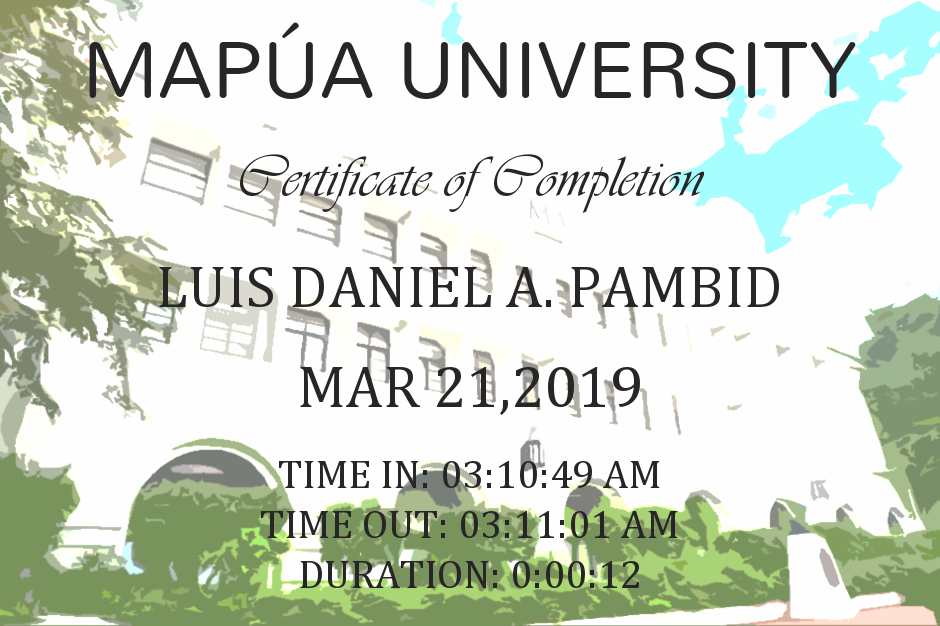 MAPÚA UNIVERSITY
Certificate of Completion
LUIS DANIEL A. PAMBID
MAR 21,2019
TIME IN: 03:10:49 AM
TIME OUT: 03:11:01 AM
DURATION: 0:00:12